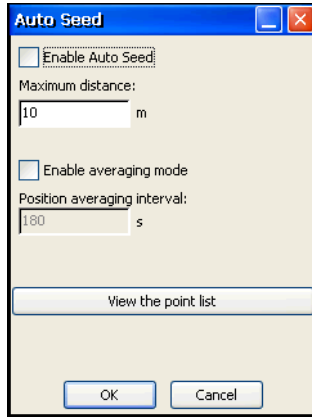 Auto Seed
Enable Auto Seed
Maximum distance:
10 m
Enable averaging mode
Position averaging interval:
180 s
View the point list
OK Cancel